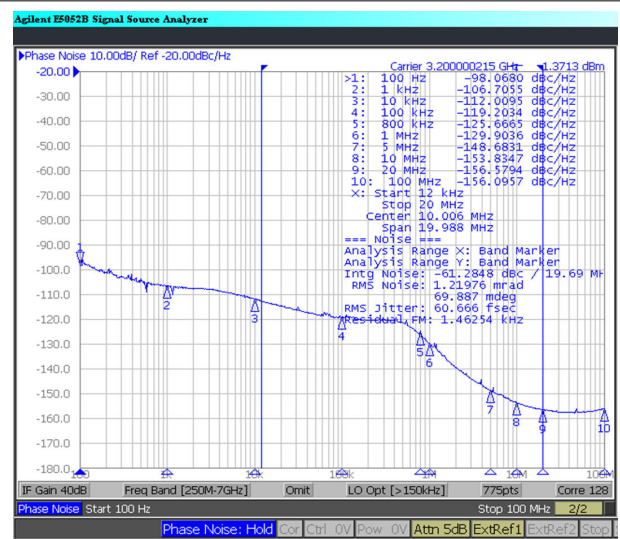 Agilent E5052B Signal Source Analyzer
▶Phase Noise 10.00dB/ Ref -20.00dBc/Hz
Carrier 3.200000215 GHz 1.3713 dBm
>1: 100 Hz -98.0680 dBc/Hz
2: 1 kHz -106.7055 dBc/Hz
3: 10 kHz -112.0095 dBc/Hz
4: 100 kHz -119.2034 dBc/Hz
5: 800 kHz -125.6665 dBc/Hz
6: 1 MHz -129.9036 dBc/Hz
7: 5 MHz -148.6831 dBc/Hz
8: 10 MHz -153.8347 dBc/Hz
9: 20 MHz -156.5794 dBc/Hz
10: 100 MHz -156.0957 dBc/Hz
X: Start 12 kHz
Stop 20 MHz
Center 10.006 MHz
Span 19.988 MHz
=== Noise ===
Analysis Range X: Band Marker
Analysis Range Y: Band Marker
Intg Noise: -61.2848 dBc / 19.69 MH
RMS Noise: 1.21976 mrad
69.887 mdeg
RMS Jitter: 60.666 fsec
Residual FM: 1.46254 kHz
-20.00
-30.00
-40.00
-50.00
-60.00
-70.00
-80.00
-90.00
-100.0
-110.0
-120.0
-130.0
-140.0
-150.0
-160.0
-170.0
-180.0
1
2
3
4
5
6
7
8
9
10
100 1k 10k 100k 1M 10M 100M
IF Gain 40dB Freq Band [250M-7GHz] Omit LO Opt [>150kHz] 775pts Corre 128
Phase Noise Start 100 Hz Stop 100 MHz 2/2
Phase Noise: Hold Cor Ctrl 0V Pow 0V Attn 5dB ExtRef1 ExtRef2 Stop